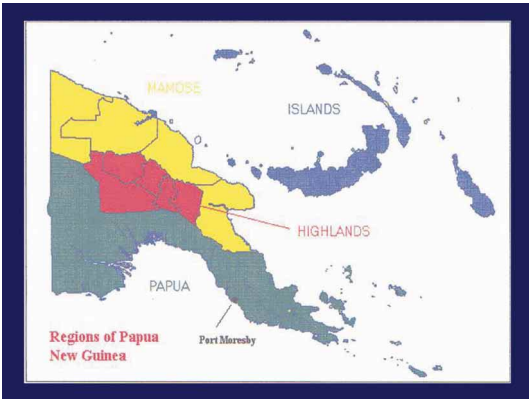 MAMOSE
ISLANDS
HIGHLANDS
PAPUA
Regions of Papua
New Guinea
Port Moresby